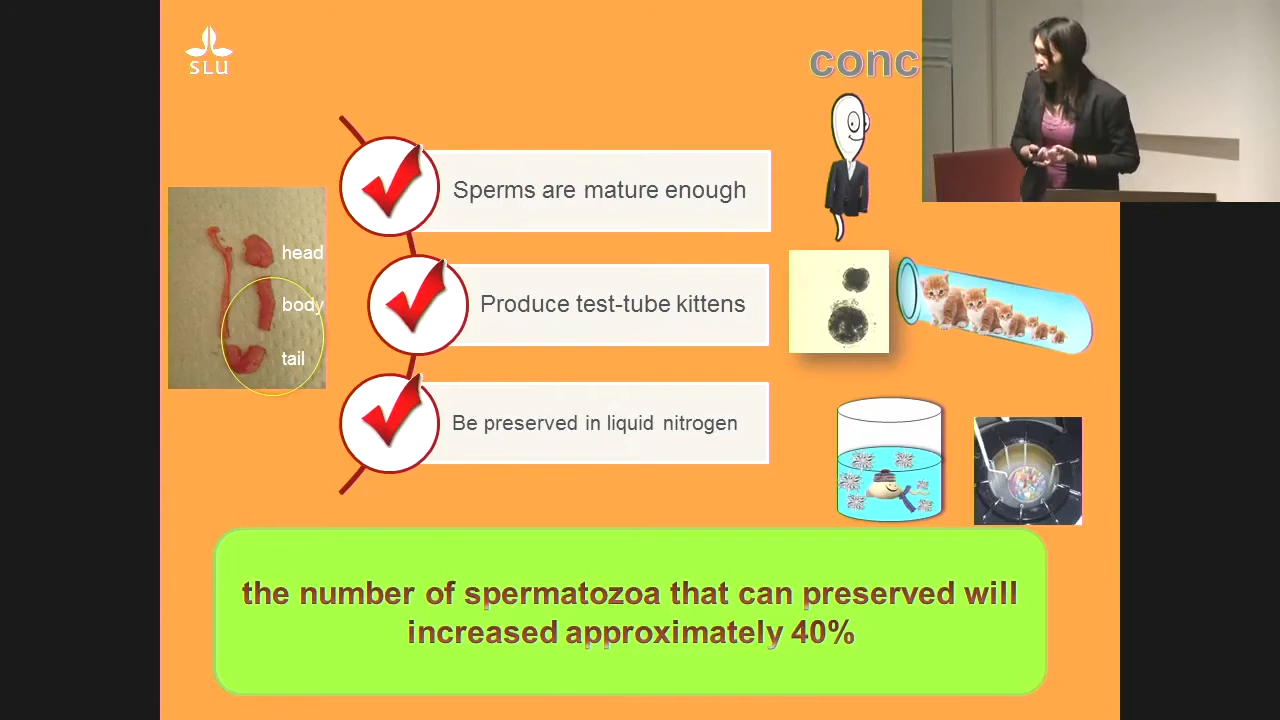 SLU
conc
Sperms are mature enough
head
body
tail
Produce test-tube kittens
Be preserved in liquid nitrogen
the number of spermatozoa that can preserved will
increased approximately 40%